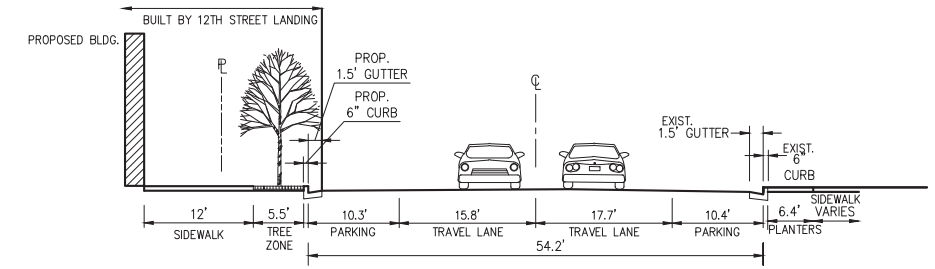 BUILT BY 12TH STREET LANDING
PROPOSED BLDG.
PL
PROP.
1.5' GUTTER
PROP.
6" CURB
CL
EXIST.
1.5' GUTTER
EXIST.
6"
CURB
12'
SIDEWALK
5.5'
TREE
ZONE
10.3'
PARKING
15.8'
TRAVEL LANE
17.7'
TRAVEL LANE
10.4'
PARKING
6.4'
PLANTERS
SIDEWALK
VARIES
54.2'